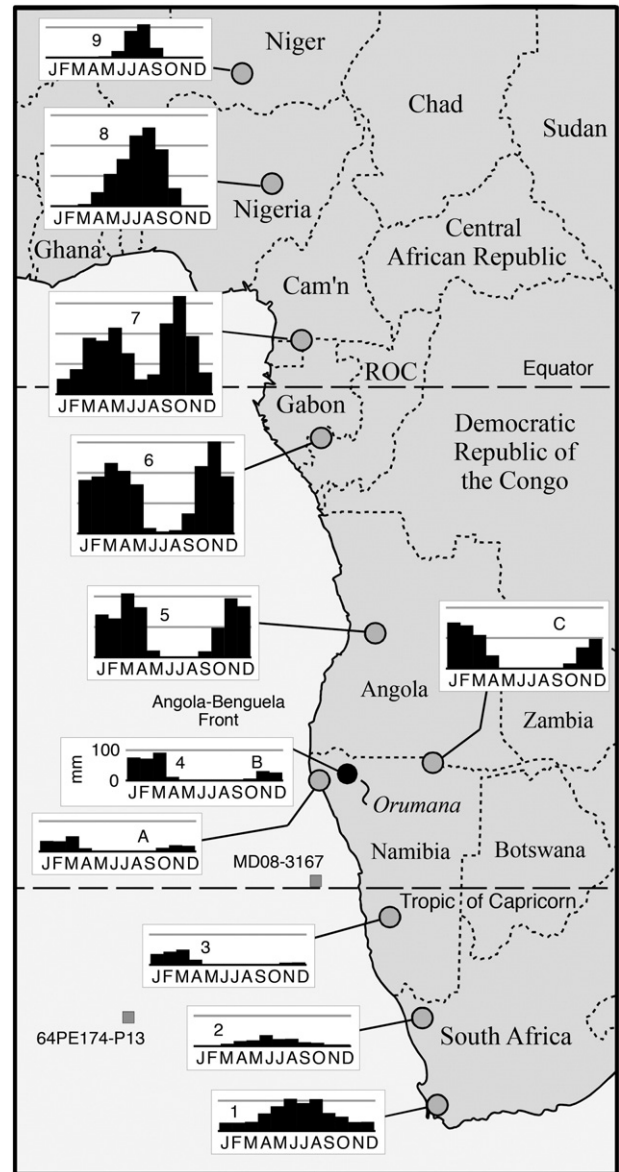 9
JFMAMJJASOND
Niger
Chad
Sudan
8
JFMAMJJASOND
Nigeria
Ghana
Central
African Republic
Cam'n
7
JFMAMJJASOND
ROC
Equator
Gabon
Democratic
Republic of
the Congo
6
JFMAMJJASOND
5
JFMAMJJASOND
C
JFMAMJJASOND
Angola
Zambia
Angola-Benguela
Front
100
0
mm
4
B
JFMAMJJASOND
Orumana
A
JFMAMJJASOND
Namibia
Botswana
MD08-3167
Tropic of Capricorn
3
JFMAMJJASOND
64PE174-P13
2
JFMAMJJASOND
South Africa
1
JFMAMJJASOND